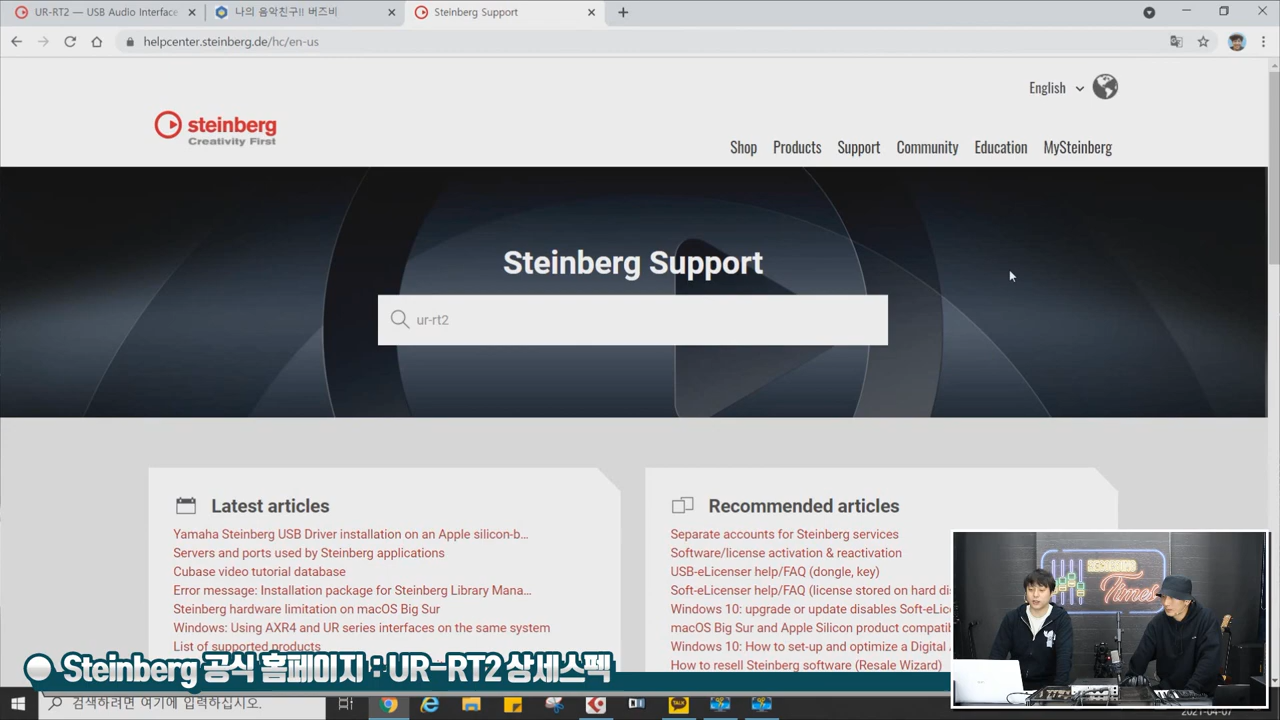 UR-RT2 — USB Audio Interface
나의 음악친구!! 버즈비
Steinberg Support
helpcenter.steinberg.de/hc/en-us
English
steinberg
Creativity First
Shop Products Support Community Education MySteinberg
Steinberg Support
ur-rt2
Latest articles
Yamaha Steinberg USB Driver installation on an Apple silicon-b...
Servers and ports used by Steinberg applications
Cubase video tutorial database
Error message: Installation package for Steinberg Library Mana...
Steinberg hardware limitation on macOS Big Sur
Windows: Using AXR4 and UR series interfaces on the same system
List of supported products
Recommended articles
Separate accounts for Steinberg services
Software/license activation & reactivation
USB-eLicenser help/FAQ (dongle, key)
Soft-eLicenser help/FAQ (license stored on hard
Windows 10: upgrade or update disables
macOS Big Sur and Apple Silicon product
Windows 10: How to set-up and optimize a Digital
How to resell Steinberg software (Resale Wizard)
Times
Steinberg 공식 홈페이지 : UR-RT2 상세스펙
검색하려면 여기에 입력하십시오.
TALK
2021-04-07